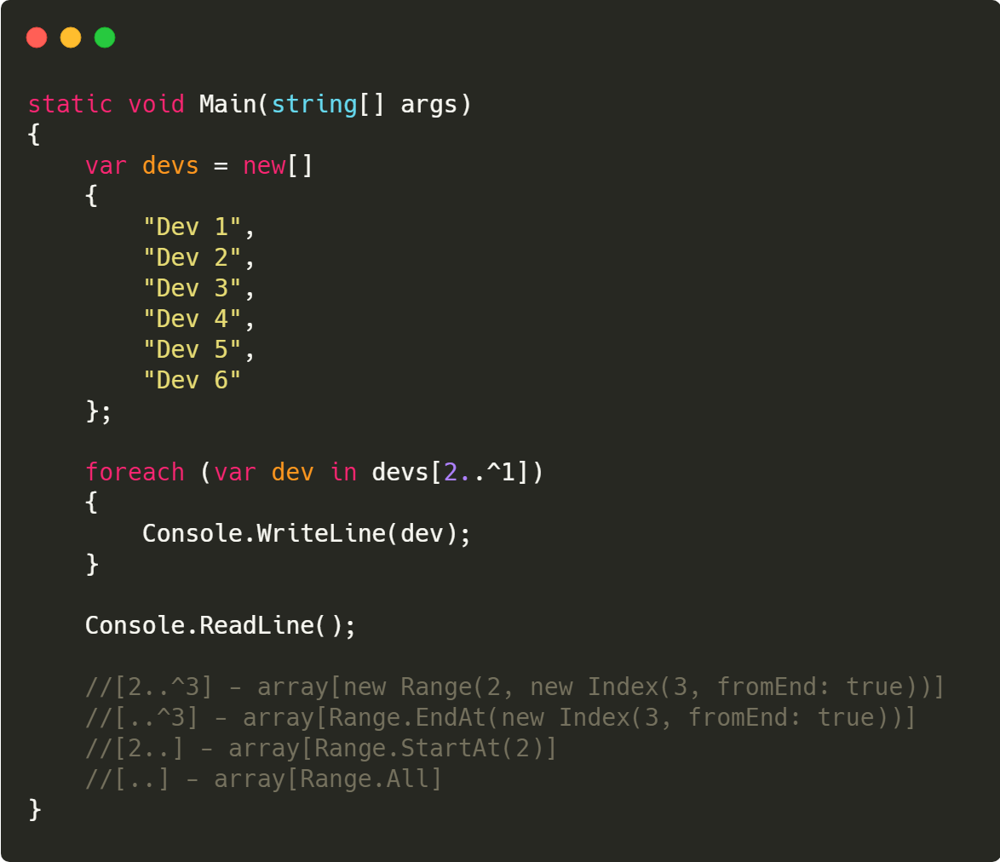 static void Main(string[] args)
{
    var devs = new[]
    {
        "Dev 1",
        "Dev 2",
        "Dev 3",
        "Dev 4",
        "Dev 5",
        "Dev 6"
    };

    foreach (var dev in devs[2..^1])
    {
        Console.WriteLine(dev);
    }

    Console.ReadLine();

    //[2..^3] - array[new Range(2, new Index(3, fromEnd: true))]
    //[..^3] - array[Range.EndAt(new Index(3, fromEnd: true))]
    //[2..] - array[Range.StartAt(2)]
    //[..] - array[Range.All]
}